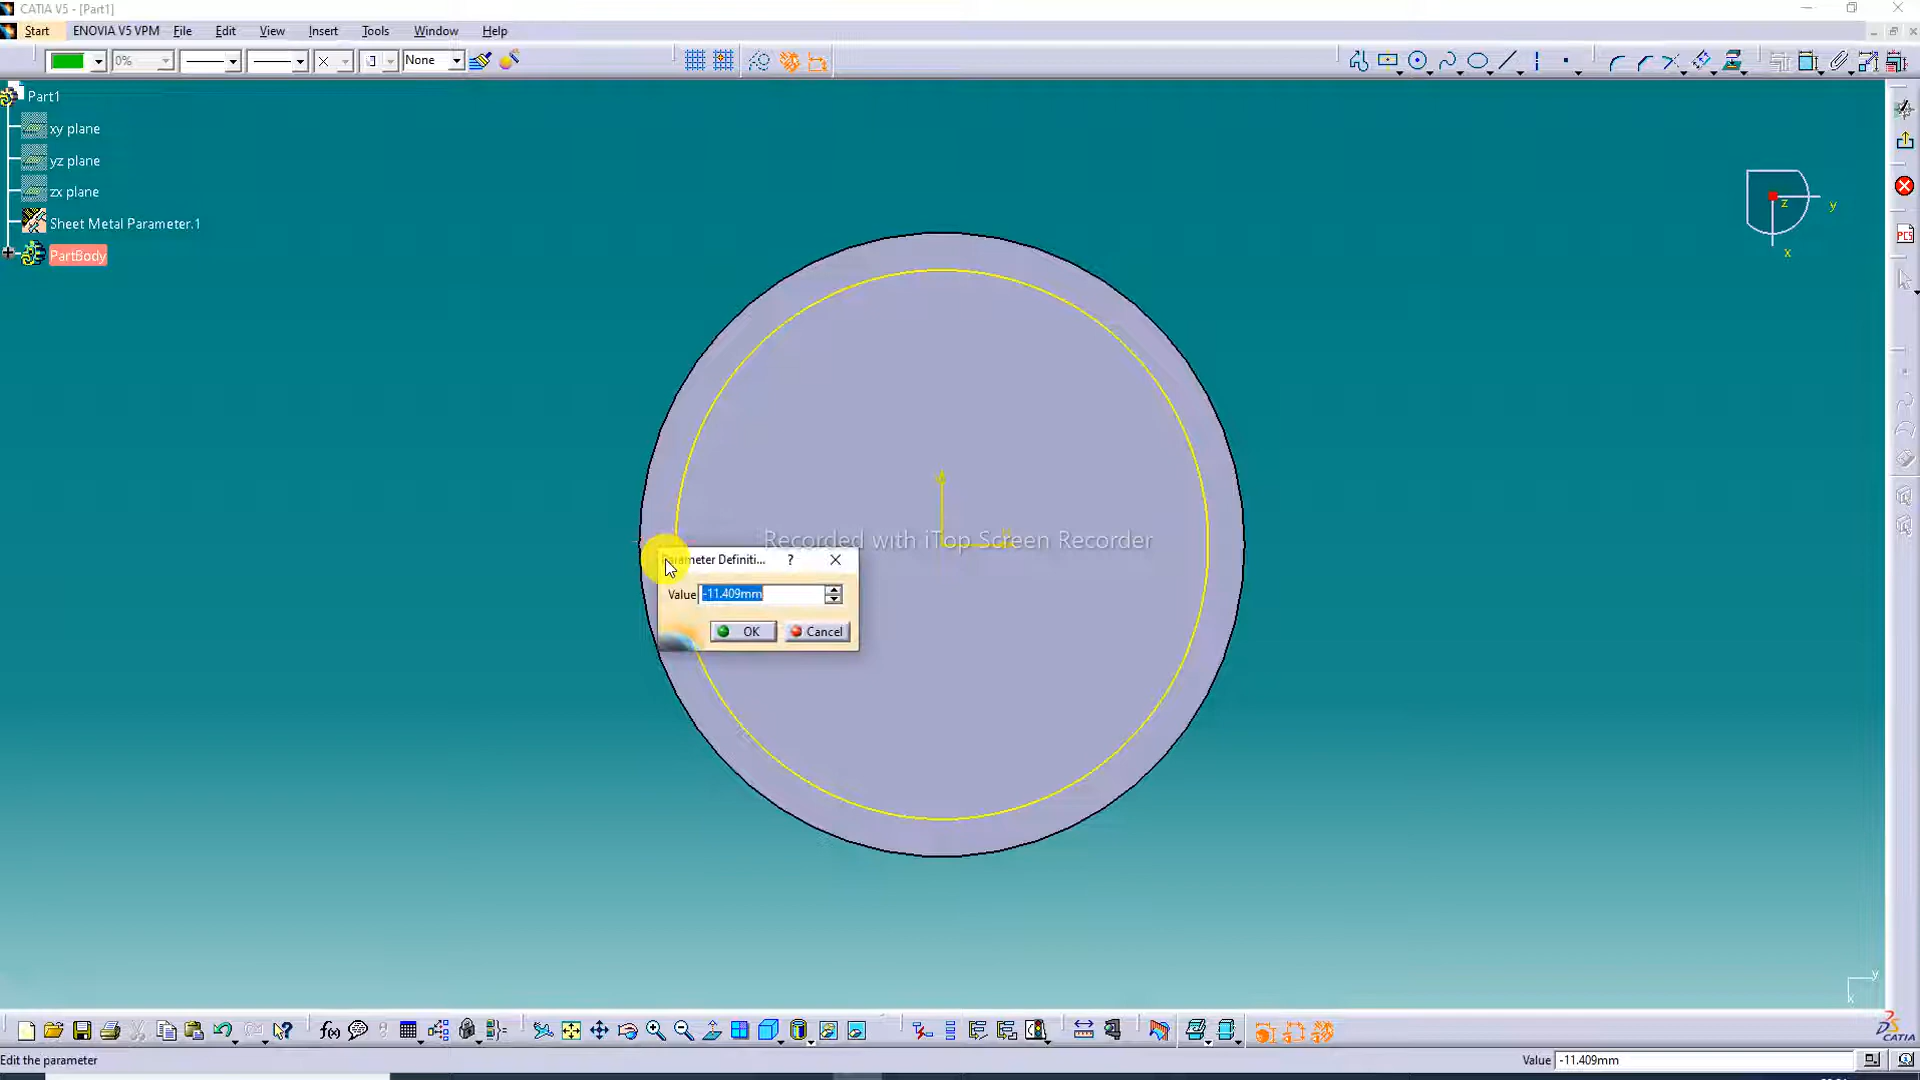 CATIA V5 - [Part1]
Start ENOVIA V5 VPM File Edit View Insert Tools Window Help
0% None
Part1
xy plane
yz plane
zx plane
Sheet Metal Parameter.1
PartBody
z y
x
Recorded with iTop Screen Recorder
Parameter Definiti... ?
Value -11.409mm
OK Cancel
y
x
f(x)
CATIA
Edit the parameter
Value -11.409mm